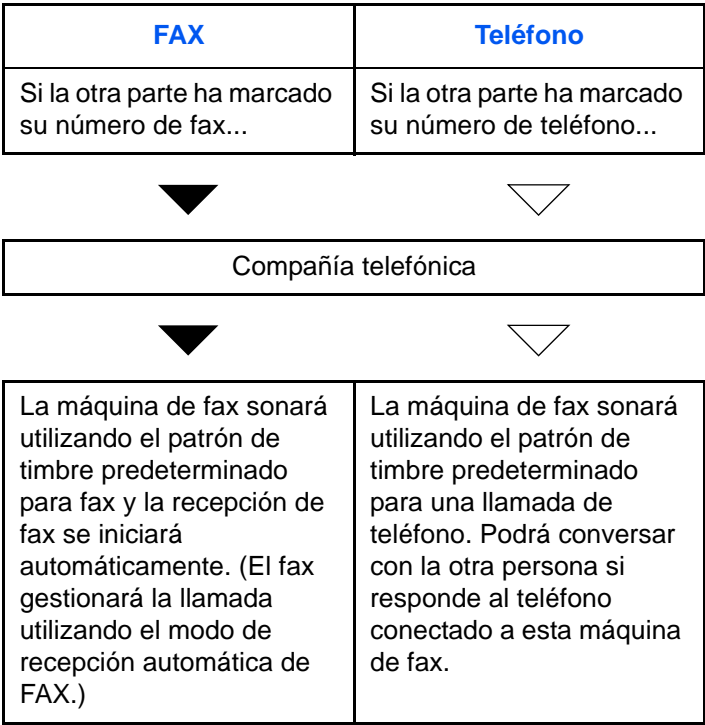 FAX
Teléfono
Si la otra parte ha marcado
su número de fax...
Si la otra parte ha marcado
su número de teléfono...
Compañía telefónica
La máquina de fax sonará
utilizando el patrón de
timbre predeterminado
para fax y la recepción de
fax se iniciará
automáticamente. (El fax
gestionará la llamada
utilizando el modo de
recepción automática de
FAX.)
La máquina de fax sonará
utilizando el patrón de
timbre predeterminado
para una llamada de
teléfono. Podrá conversar
con la otra persona si
responde al teléfono
conectado a esta máquina
de fax.